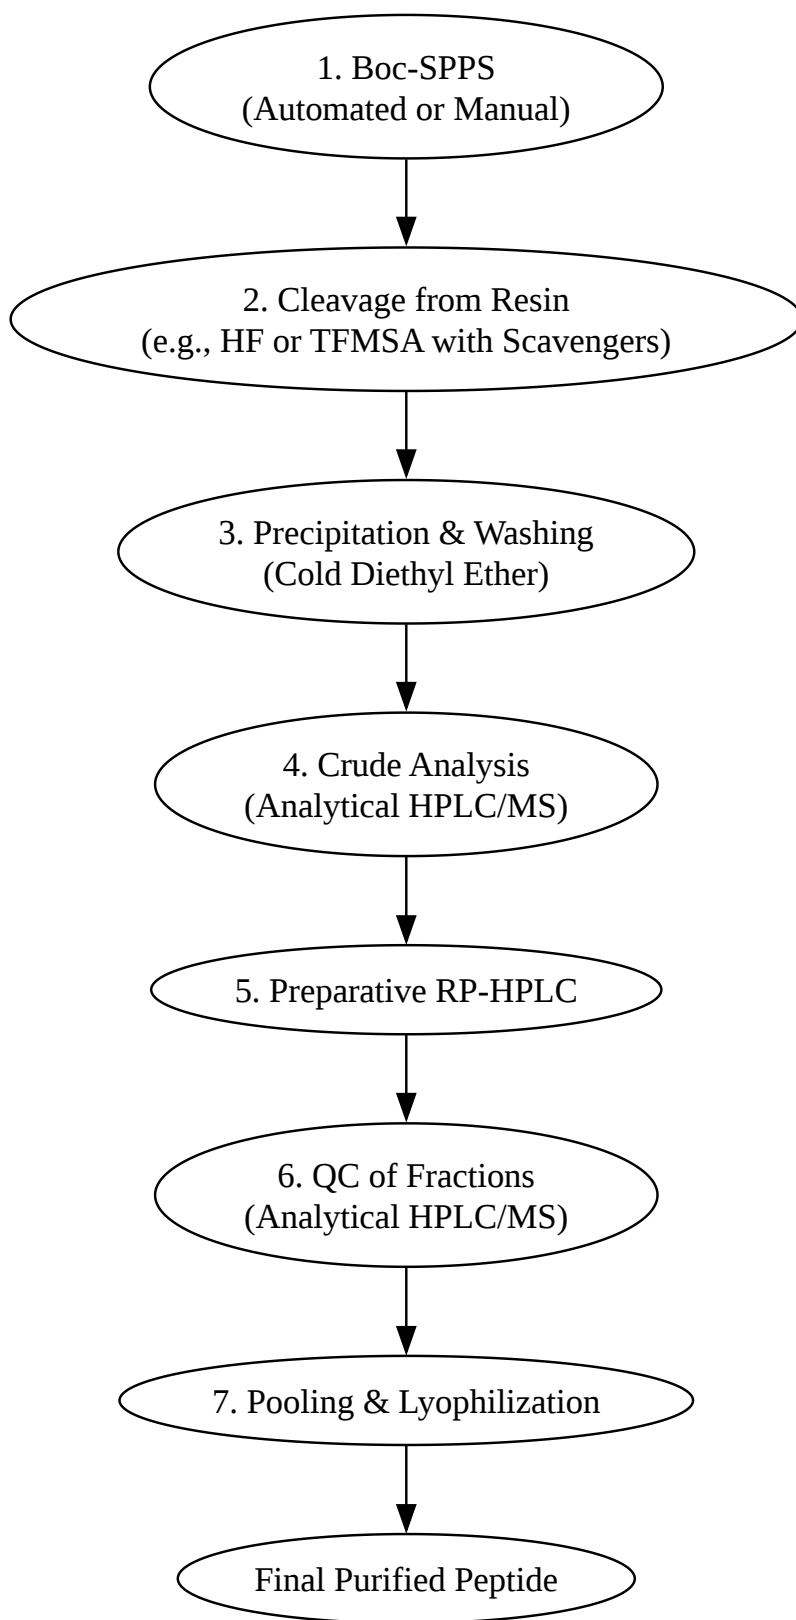 1. Boc-SPPS
(Automated or Manual)
2. Cleavage from Resin
(e.g., HF or TFMSA with Scavengers)
3. Precipitation & Washing
(Cold Diethyl Ether)
4. Crude Analysis
(Analytical HPLC/MS)
5. Preparative RP-HPLC
6. QC of Fractions
(Analytical HPLC/MS)
7. Pooling & Lyophilization
Final Purified Peptide